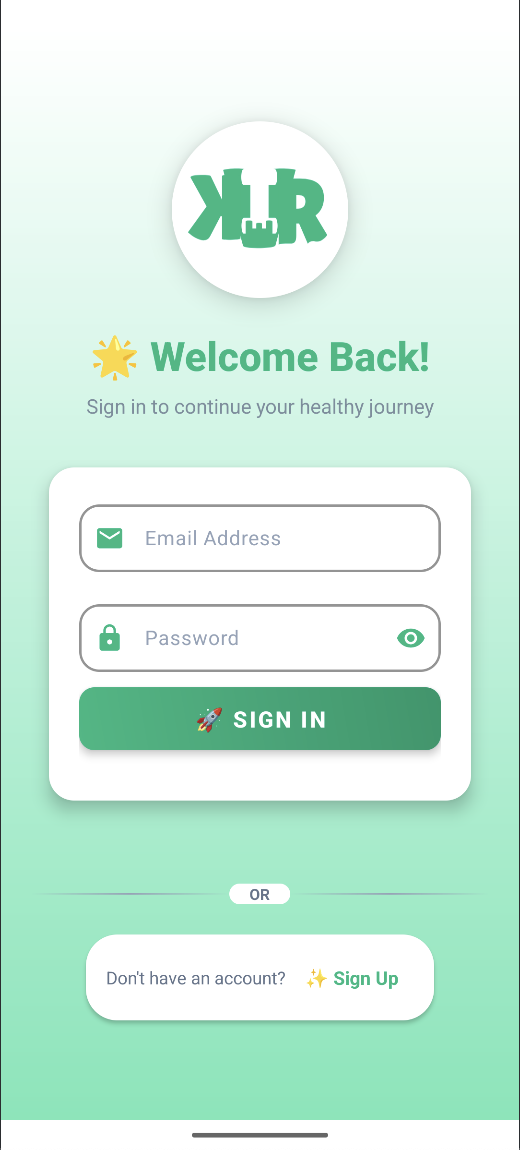 KR
🌟 Welcome Back!
Sign in to continue your healthy journey
Email Address
Password
🚀 SIGN IN
OR
Don't have an account? ✨ Sign Up